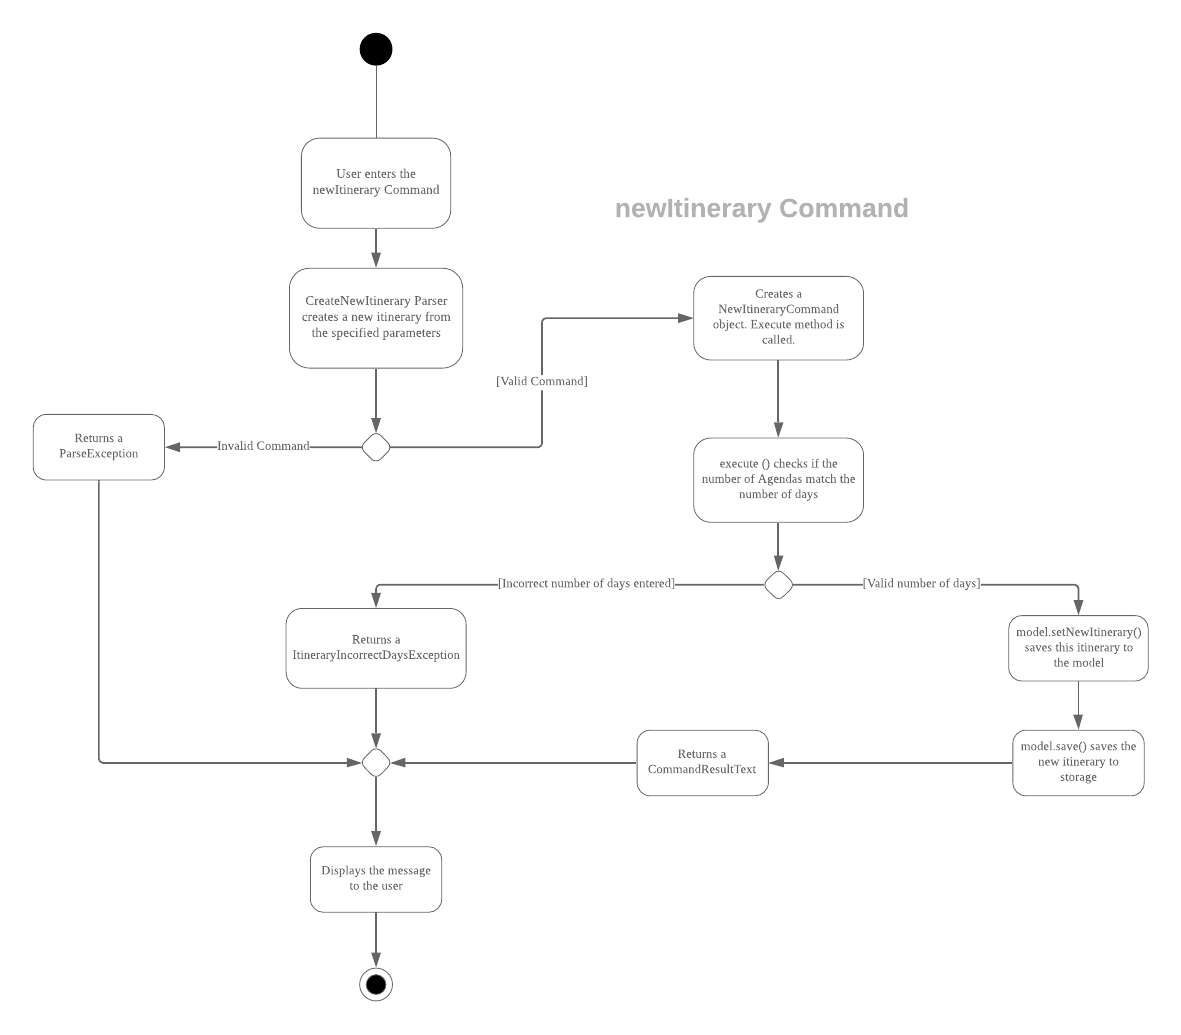 User enters the
newItinerary Command
newItinerary Command
CreateNewItinerary Parser
creates a new itinerary from
the specified parameters
Creates a
NewItineraryCommand
object. Execute method is
called.
[Valid Command]
Returns a
ParseException
Invalid Command
execute () checks if the
number of Agendas match the
number of days
[Incorrect number of days entered]
[Valid number of days]
Returns a
ItineraryIncorrectDaysException
model.setNewItinerary()
saves this itinerary to
the model
Returns a
CommandResultText
model.save() saves the
new itinerary to
storage
Displays the message
to the user